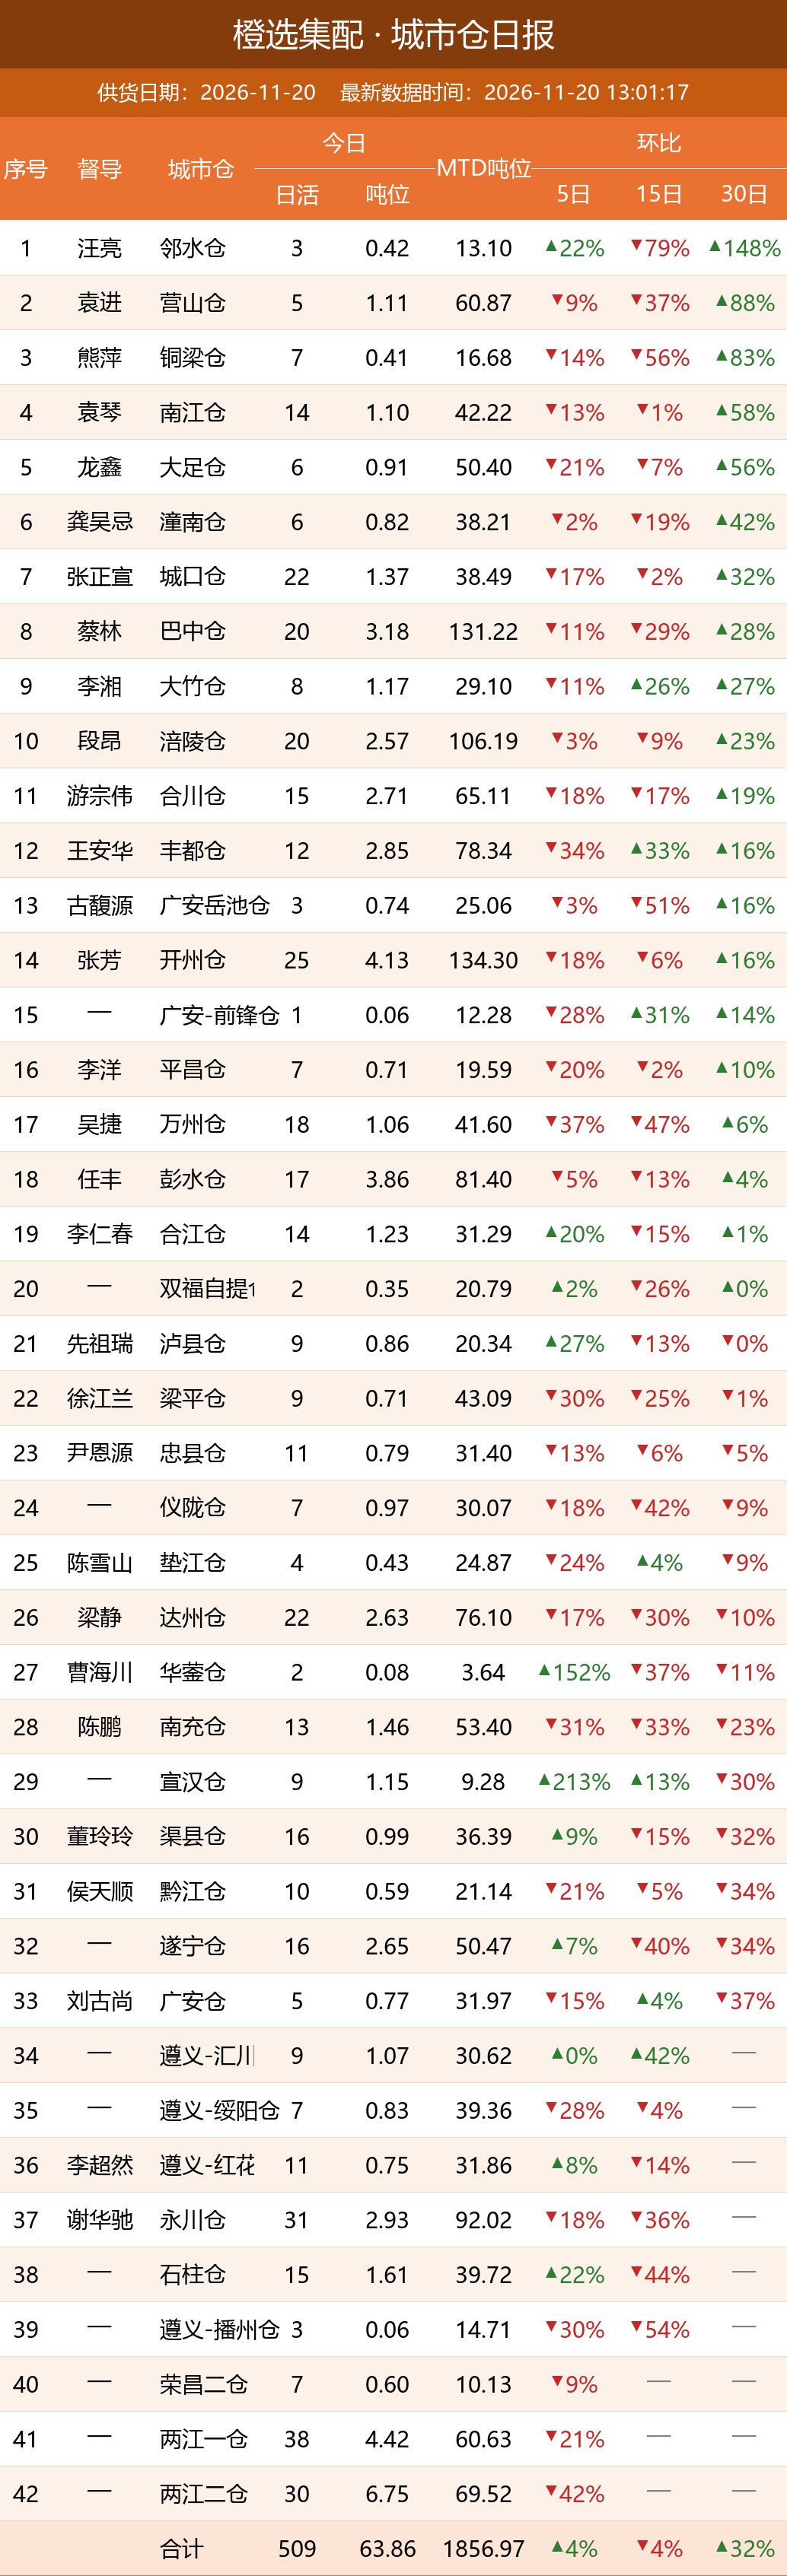 橙选集配 · 城市仓日报
供货日期：2026-11-20 最新数据时间：2026-11-20 13:01:17
序号 督导 城市仓 今日 MTD吨位 环比
日活 吨位 5日 15日 30日
1 汪亮 邻水仓 3 0.42 13.10 ▲22% ▼79% ▲148%
2 袁进 营山仓 5 1.11 60.87 ▼9% ▼37% ▲88%
3 熊萍 铜梁仓 7 0.41 16.68 ▼14% ▼56% ▲83%
4 袁琴 南江仓 14 1.10 42.22 ▼13% ▼1% ▲58%
5 龙鑫 大足仓 6 0.91 50.40 ▼21% ▼7% ▲56%
6 龚吴忌 潼南仓 6 0.82 38.21 ▼2% ▼19% ▲42%
7 张正宣 城口仓 22 1.37 38.49 ▼17% ▼2% ▲32%
8 蔡林 巴中仓 20 3.18 131.22 ▼11% ▼29% ▲28%
9 李湘 大竹仓 8 1.17 29.10 ▼11% ▲26% ▲27%
10 段昂 涪陵仓 20 2.57 106.19 ▼3% ▼9% ▲23%
11 游宗伟 合川仓 15 2.71 65.11 ▼18% ▼17% ▲19%
12 王安华 丰都仓 12 2.85 78.34 ▼34% ▲33% ▲16%
13 古馥源 广安岳池仓 3 0.74 25.06 ▼3% ▼51% ▲16%
14 张芳 开州仓 25 4.13 134.30 ▼18% ▼6% ▲16%
15 — 广安-前锋仓 1 0.06 12.28 ▼28% ▲31% ▲14%
16 李洋 平昌仓 7 0.71 19.59 ▼20% ▼2% ▲10%
17 吴捷 万州仓 18 1.06 41.60 ▼37% ▼47% ▲6%
18 任丰 彭水仓 17 3.86 81.40 ▼5% ▼13% ▲4%
19 李仁春 合江仓 14 1.23 31.29 ▲20% ▼15% ▲1%
20 — 双福自提 2 0.35 20.79 ▲2% ▼26% ▲0%
21 先祖瑞 泸县仓 9 0.86 20.34 ▲27% ▼13% ▼0%
22 徐江兰 梁平仓 9 0.71 43.09 ▼30% ▼25% ▼1%
23 尹恩源 忠县仓 11 0.79 31.40 ▼13% ▼6% ▼5%
24 — 仪陇仓 7 0.97 30.07 ▼18% ▼42% ▼9%
25 陈雪山 垫江仓 4 0.43 24.87 ▼24% ▲4% ▼9%
26 梁静 达州仓 22 2.63 76.10 ▼17% ▼30% ▼10%
27 曹海川 华蓥仓 2 0.08 3.64 ▲152% ▼37% ▼11%
28 陈鹏 南充仓 13 1.46 53.40 ▼31% ▼33% ▼23%
29 — 宣汉仓 9 1.15 9.28 ▲213% ▲13% ▼30%
30 董玲玲 渠县仓 16 0.99 36.39 ▲9% ▼15% ▼32%
31 侯天顺 黔江仓 10 0.59 21.14 ▼21% ▼5% ▼34%
32 — 遂宁仓 16 2.65 50.47 ▲7% ▼40% ▼34%
33 刘古尚 广安仓 5 0.77 31.97 ▼15% ▲4% ▼37%
34 — 遵义-汇川 9 1.07 30.62 ▲0% ▲42% —
35 — 遵义-绥阳仓 7 0.83 39.36 ▼28% ▼4% —
36 李超然 遵义-红花 11 0.75 31.86 ▲8% ▼14% —
37 谢华驰 永川仓 31 2.93 92.02 ▼18% ▼36% —
38 — 石柱仓 15 1.61 39.72 ▲22% ▼44% —
39 — 遵义-播州仓 3 0.06 14.71 ▼30% ▼54% —
40 — 荣昌二仓 7 0.60 10.13 ▼9% — —
41 — 两江一仓 38 4.42 60.63 ▼21% — —
42 — 两江二仓 30 6.75 69.52 ▼42% — —
合计 509 63.86 1856.97 ▲4% ▼4% ▲32%